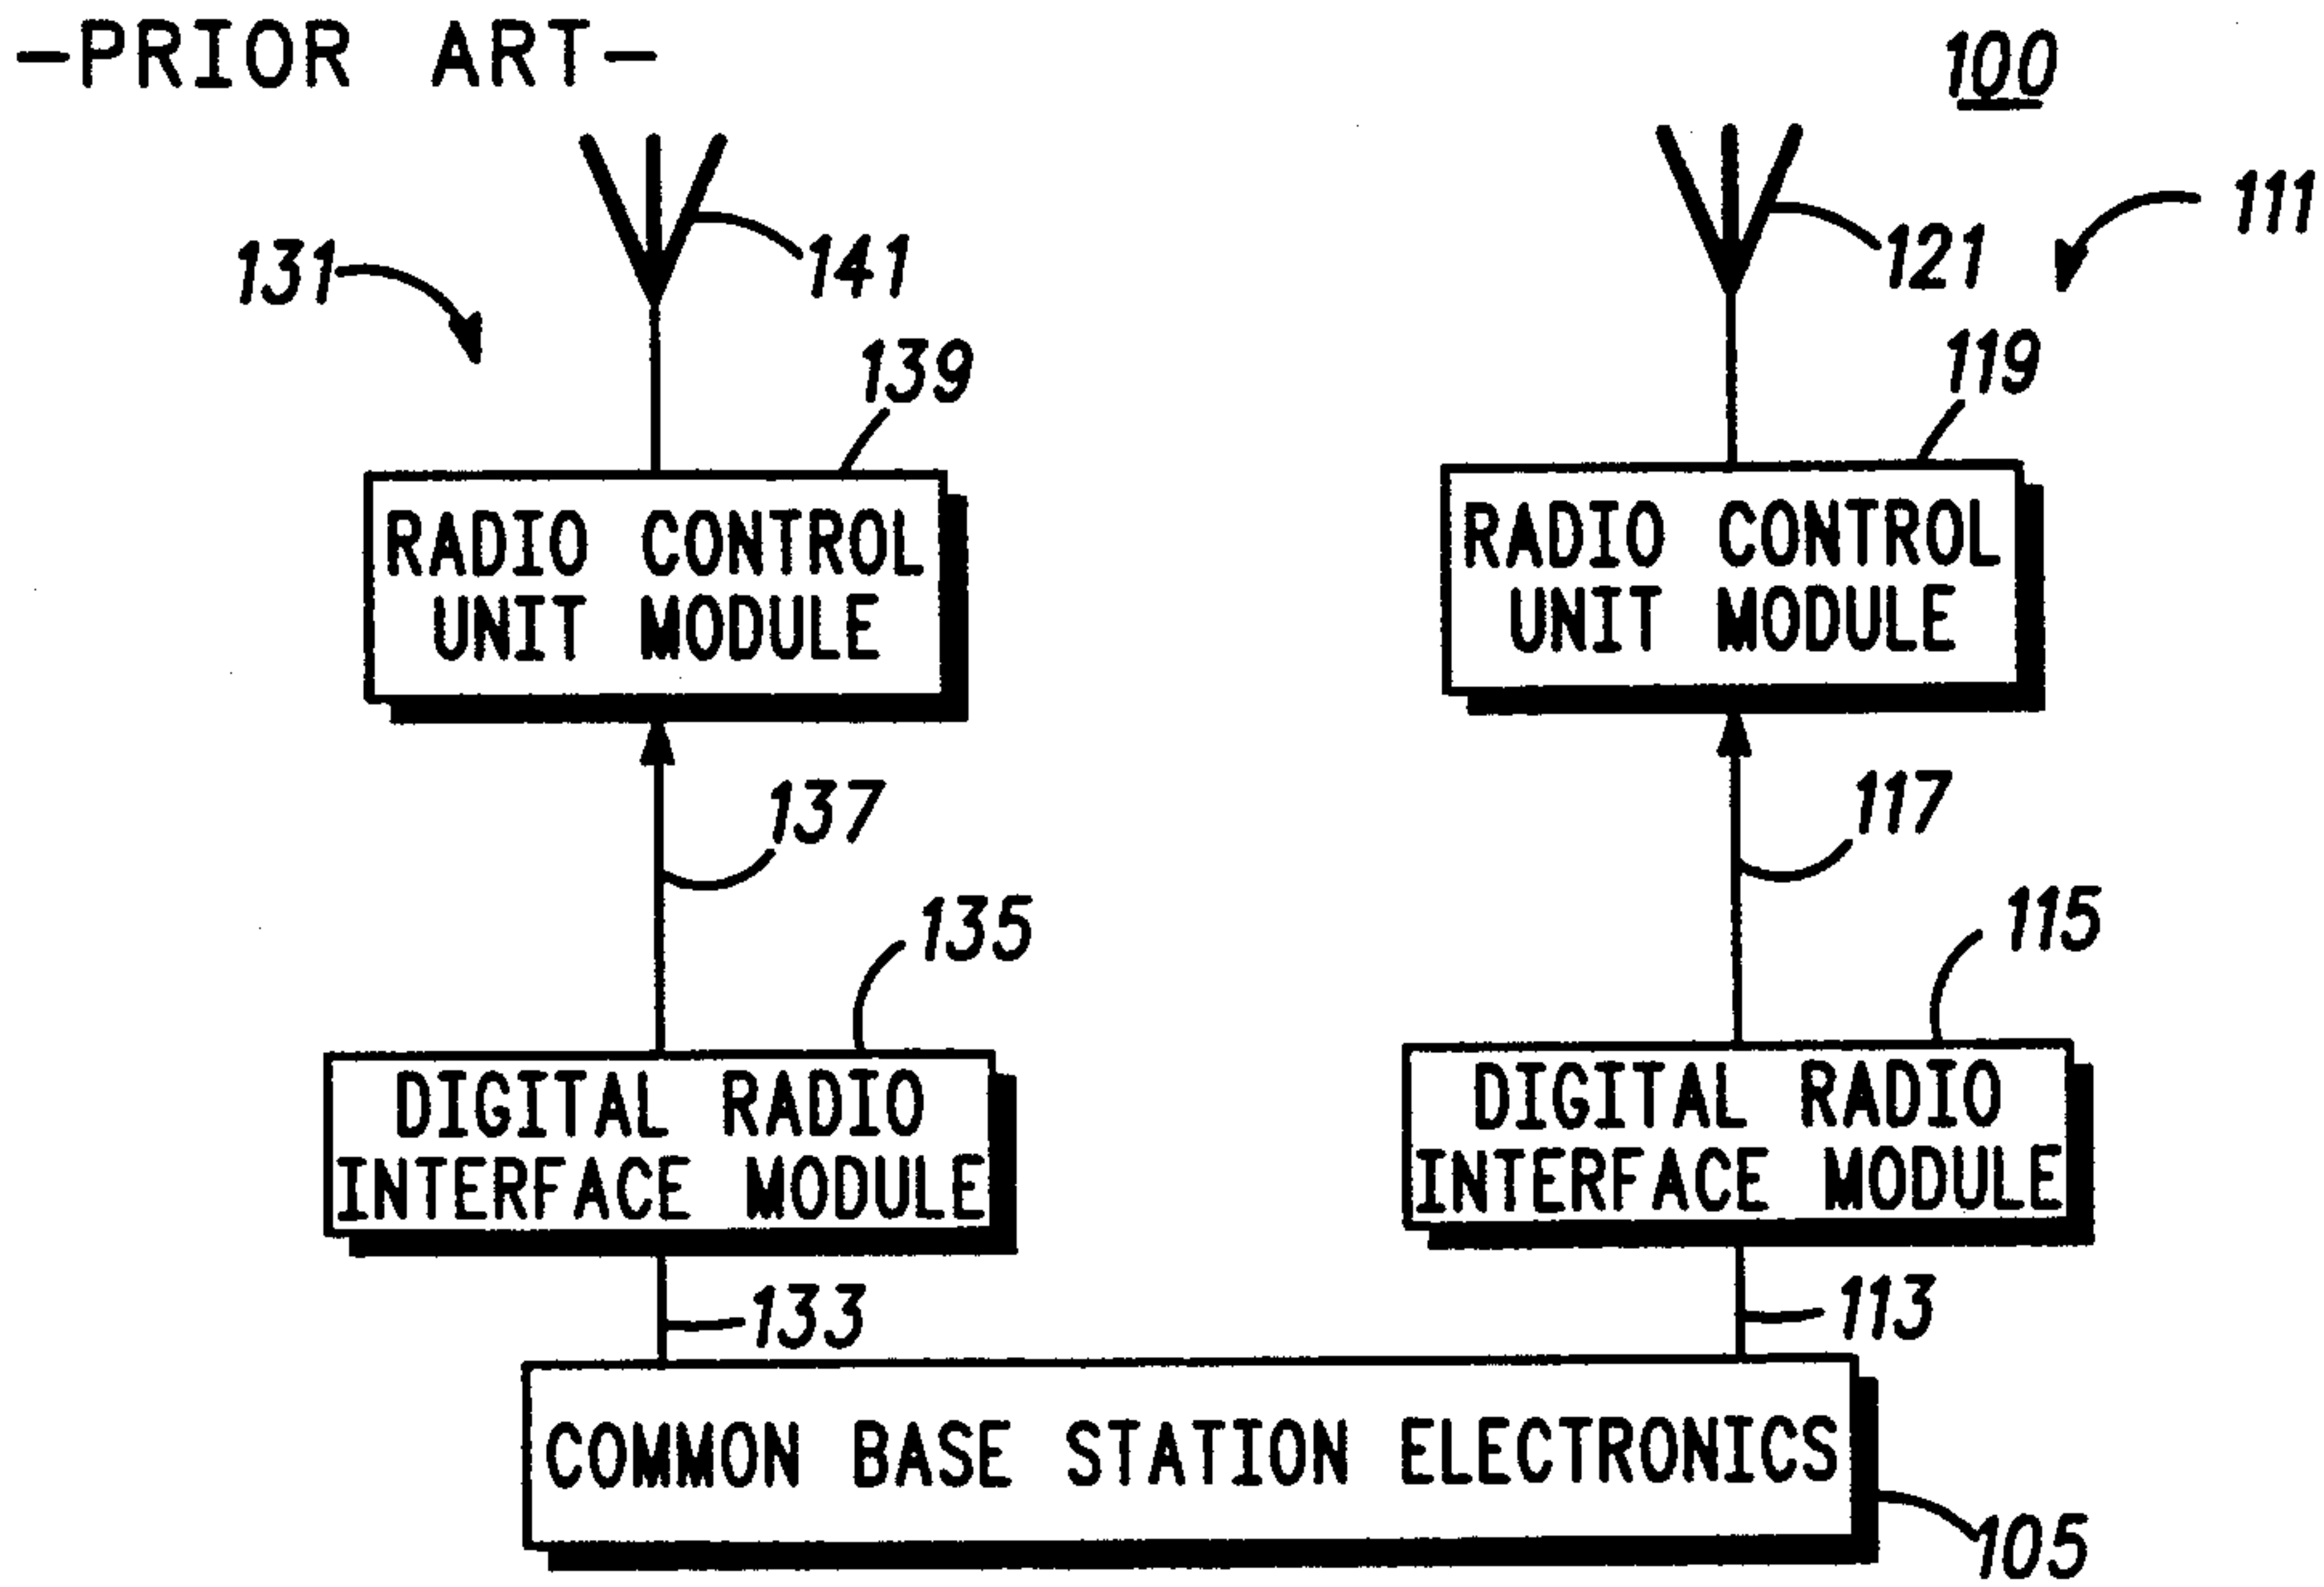 -PRIOR ART-
100
111
131
141
121
139
119
RADIO CONTROL
UNIT MODULE
RADIO CONTROL
UNIT MODULE
137
117
135
115
DIGITAL RADIO
INTERFACE MODULE
DIGITAL RADIO
INTERFACE MODULE
133
113
COMMON BASE STATION ELECTRONICS
105